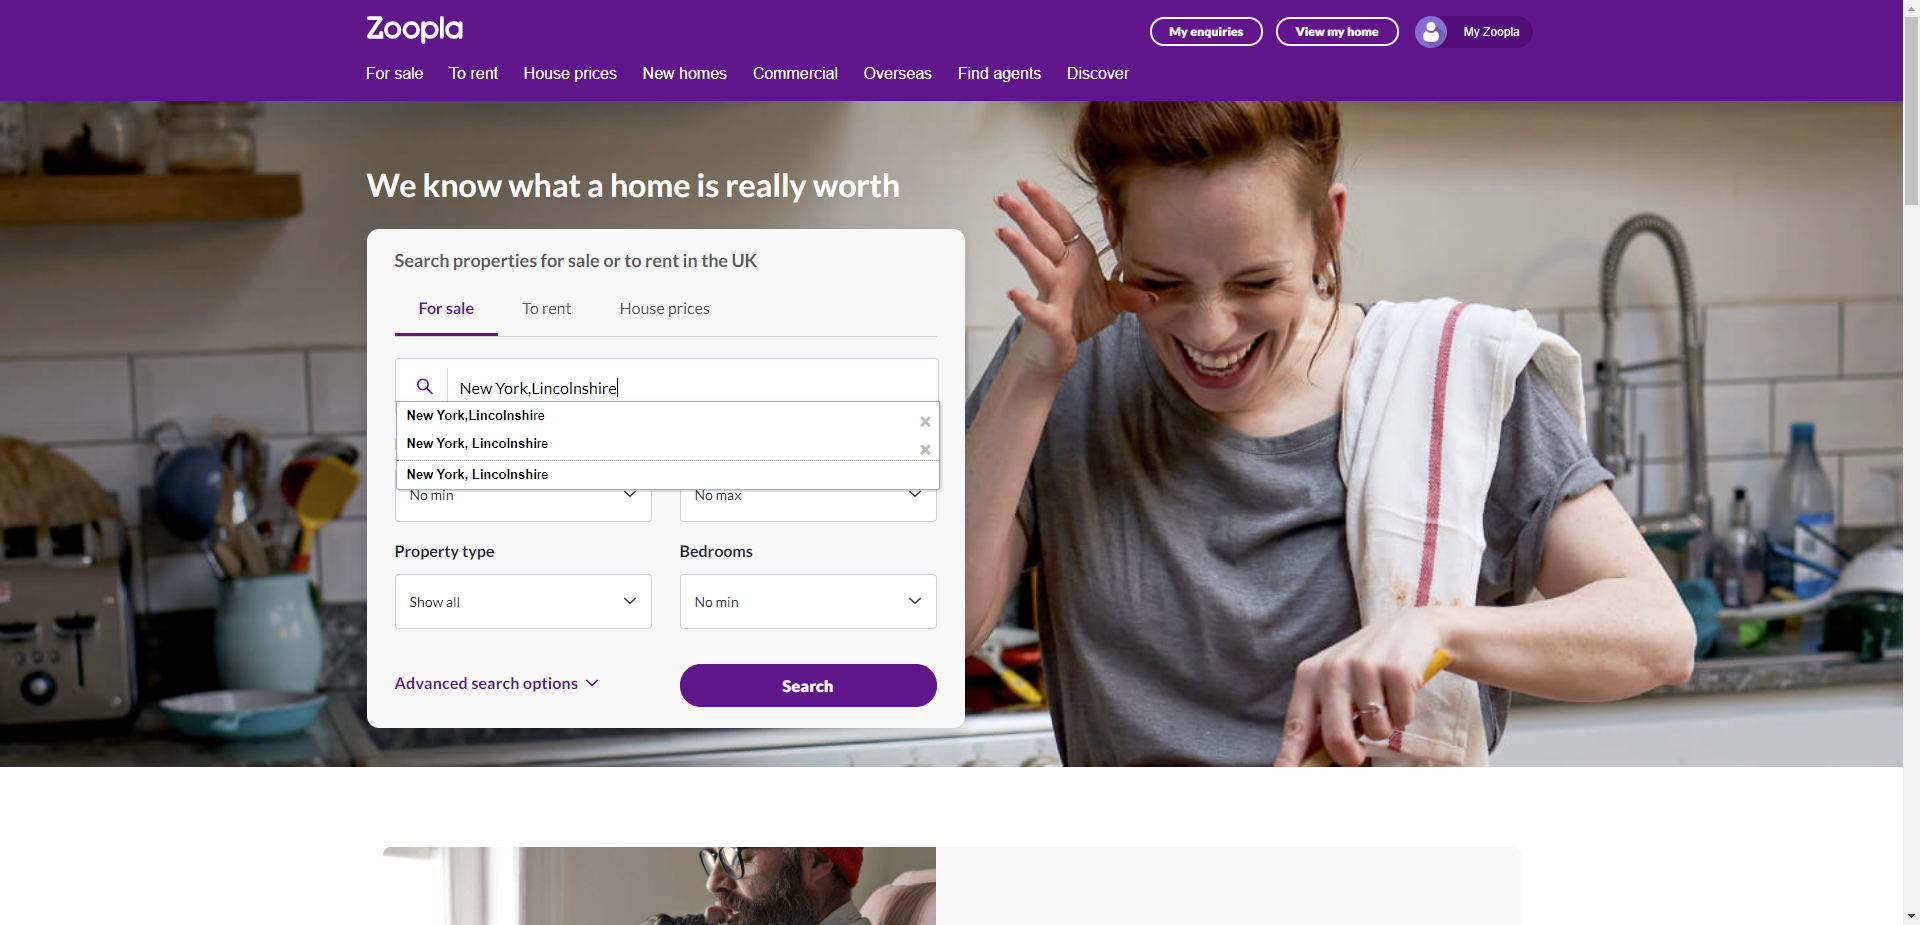 Zoopla
My enquiries
View my home
My Zoopla
For sale
To rent
House prices
New homes
Commercial
Overseas
Find agents
Discover
We know what a home is really worth
Search properties for sale or to rent in the UK
For sale
To rent
House prices
New York,Lincolnshire
New York,Lincolnshire
New York, Lincolnshire
New York, Lincolnshire
No min
No max
Property type
Bedrooms
Show all
No min
Advanced search options
Search